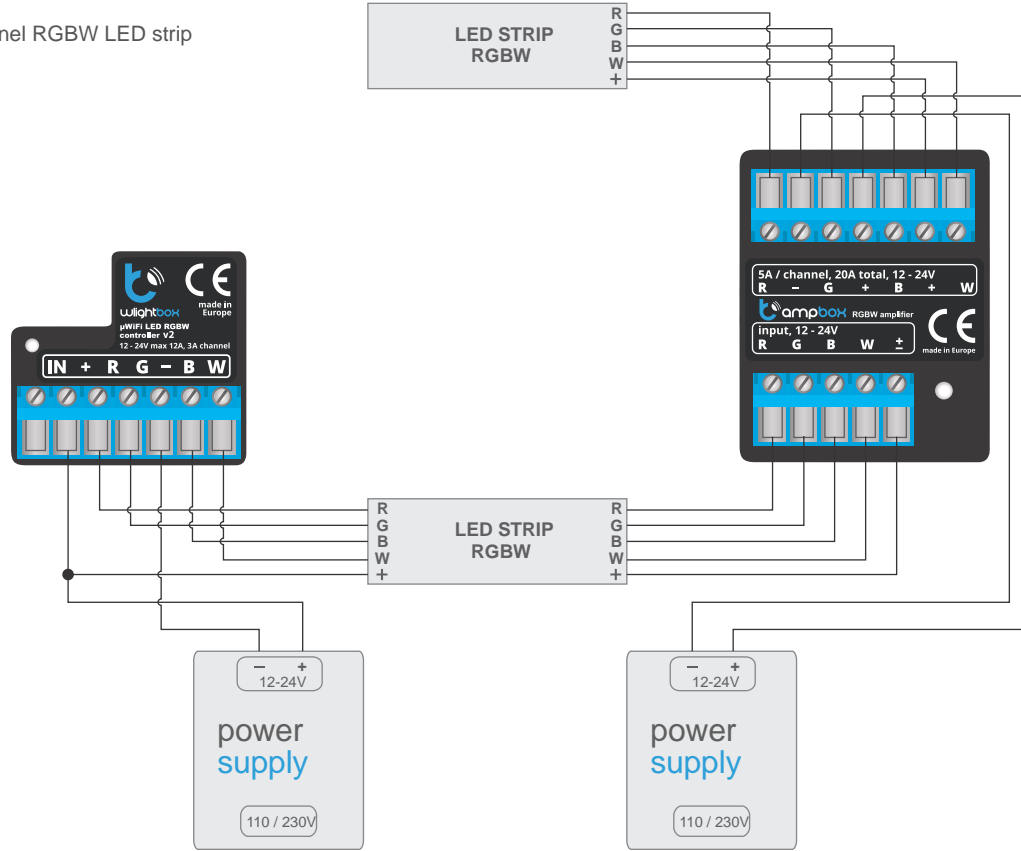 nel RGBW LED strip
LED STRIP
RGBW
R
G
B
W
+
wlightbox
CE
made in
Europe
µWiFi LED RGBW
controller v2
12 - 24V max 12A, 3A channel
IN + R G – B W
5A / channel, 20A total, 12 - 24V
R – G + B + W
ampbox RGBW amplifier
input, 12 - 24V
R G B W ±
CE
made in Europe
R
G
B
W
+
LED STRIP
RGBW
R
G
B
W
+
– +
12-24V
power
supply
110 / 230V
– +
12-24V
power
supply
110 / 230V